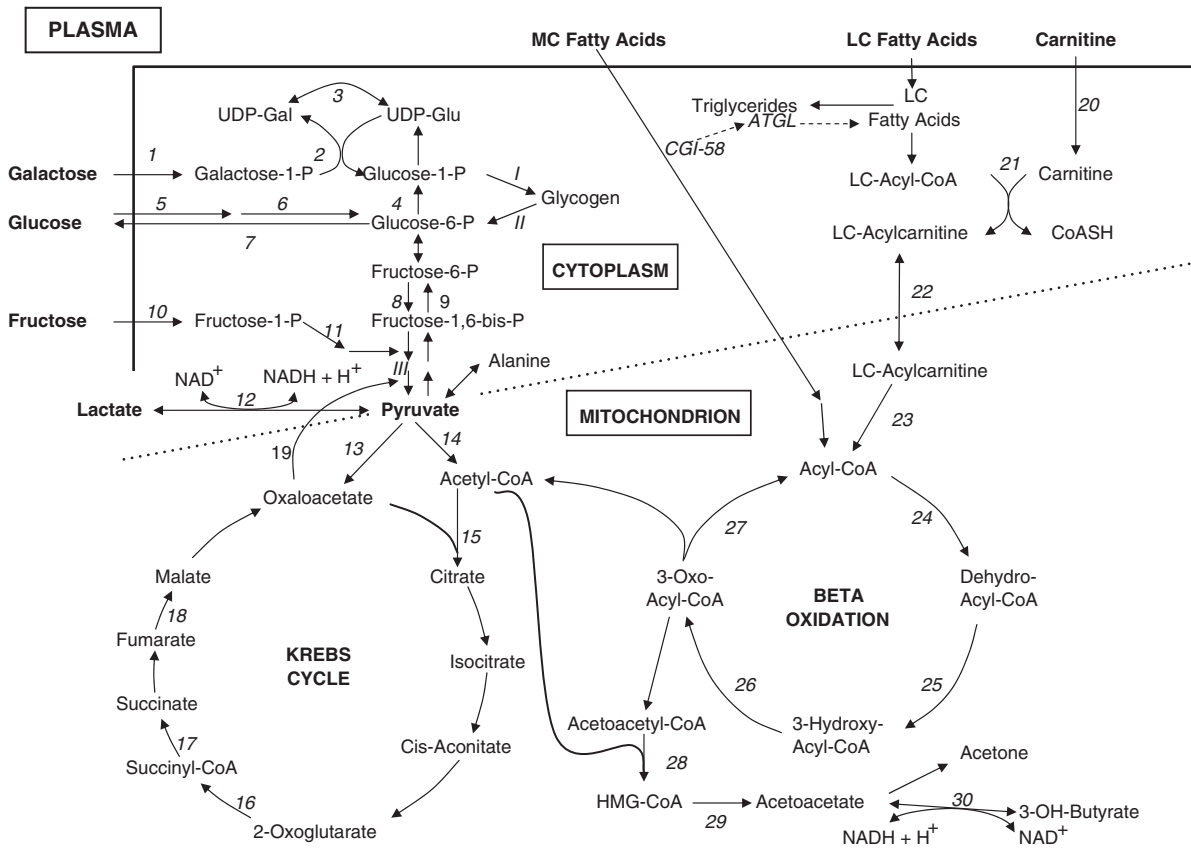 PLASMA
MC Fatty Acids
LC Fatty Acids
Carnitine
3
UDP-Gal
UDP-Glu
Triglycerides
LC
Fatty Acids
ATGL
CGI-58
20
1
2
Galactose
Galactose-1-P
Glucose-1-P
I
Glycogen
LC-Acyl-CoA
21
Carnitine
5
6
4
Glucose
Glucose-6-P
II
7
LC-Acylcarnitine
CoASH
Fructose-6-P
CYTOPLASM
8
9
22
10
Fructose
Fructose-1-P
11
Fructose-1,6-bis-P
III
Alanine
LC-Acylcarnitine
NAD+
NADH + H+
12
Lactate
Pyruvate
MITOCHONDRION
23
19
13
14
Acetyl-CoA
Acyl-CoA
Oxaloacetate
15
27
24
Malate
Citrate
3-Oxo-
Acyl-CoA
BETA
OXIDATION
Dehydro-
Acyl-CoA
18
Fumarate
KREBS
CYCLE
Isocitrate
26
25
Succinate
Acetoacetyl-CoA
3-Hydroxy-
Acyl-CoA
17
Cis-Aconitate
Succinyl-CoA
28
Acetone
16
HMG-CoA
29
Acetoacetate
30
3-OH-Butyrate
2-Oxoglutarate
NADH + H+
NAD+